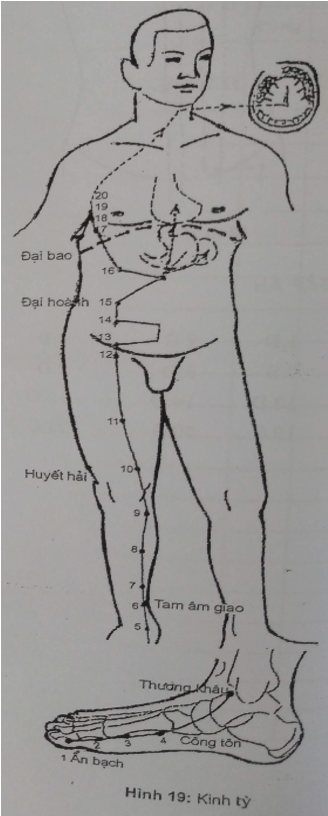 20
19
18
17
Đại bao
16
Đại hoành 15
14
13
12
11
Huyết hải 10
9
8
7
6 Tam âm giao
5
Thương khâu
2 3 4 Công tôn
1 Ẩn bạch
Hình 19: Kinh tỳ